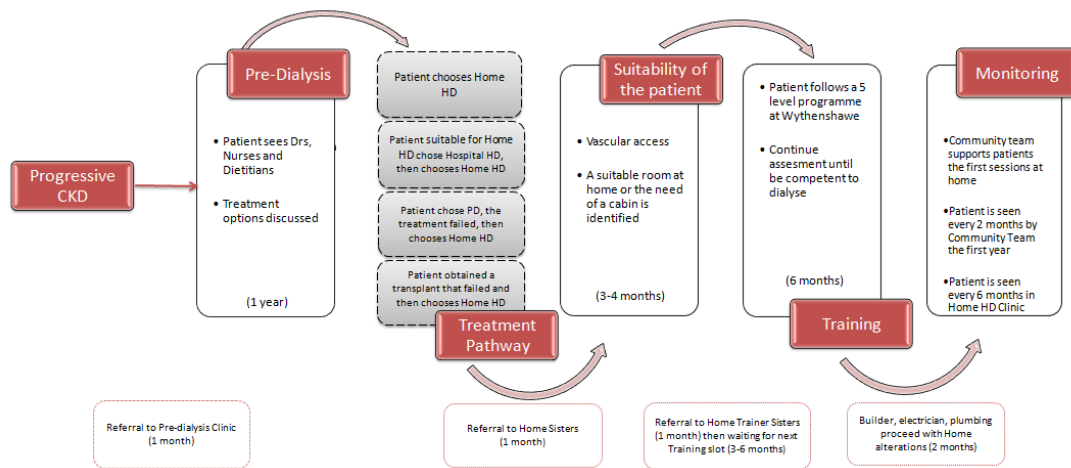 Progressive
CKD
Pre-Dialysis
• Patient sees Drs,
Nurses and
Dietitians
• Treatment
options discussed
(1 year)
Patient chooses Home
HD
Patient suitable for Home
HD chose Hospital HD,
then chooses Home HD
Patient chose PD, the
treatment failed, then
chooses Home HD
Patient obtained a
transplant that failed and
then chooses Home HD
Treatment
Pathway
Suitability of
the patient
• Vascular access
• A suitable room at
home or the need
of a cabin is
identified
(3-4 months)
• Patient follows a 5
level programme
at Wythenshawe
• Continue
assesment until
be competent to
dialyse
(6 months)
Training
Monitoring
• Community team
supports patients
the first sessions at
home
• Patient is seen
every 2 months by
Community Team
the first year
• Patient is seen
every 6 months in
Home HD Clinic
Referral to Pre-dialysis Clinic
(1 month)
Referral to Home Sisters
(1 month)
Referral to Home Trainer Sisters
(1 month) then waiting for next
Training slot (3-6 months)
Builder, electrician, plumbing
proceed with Home
alterations (2 months)